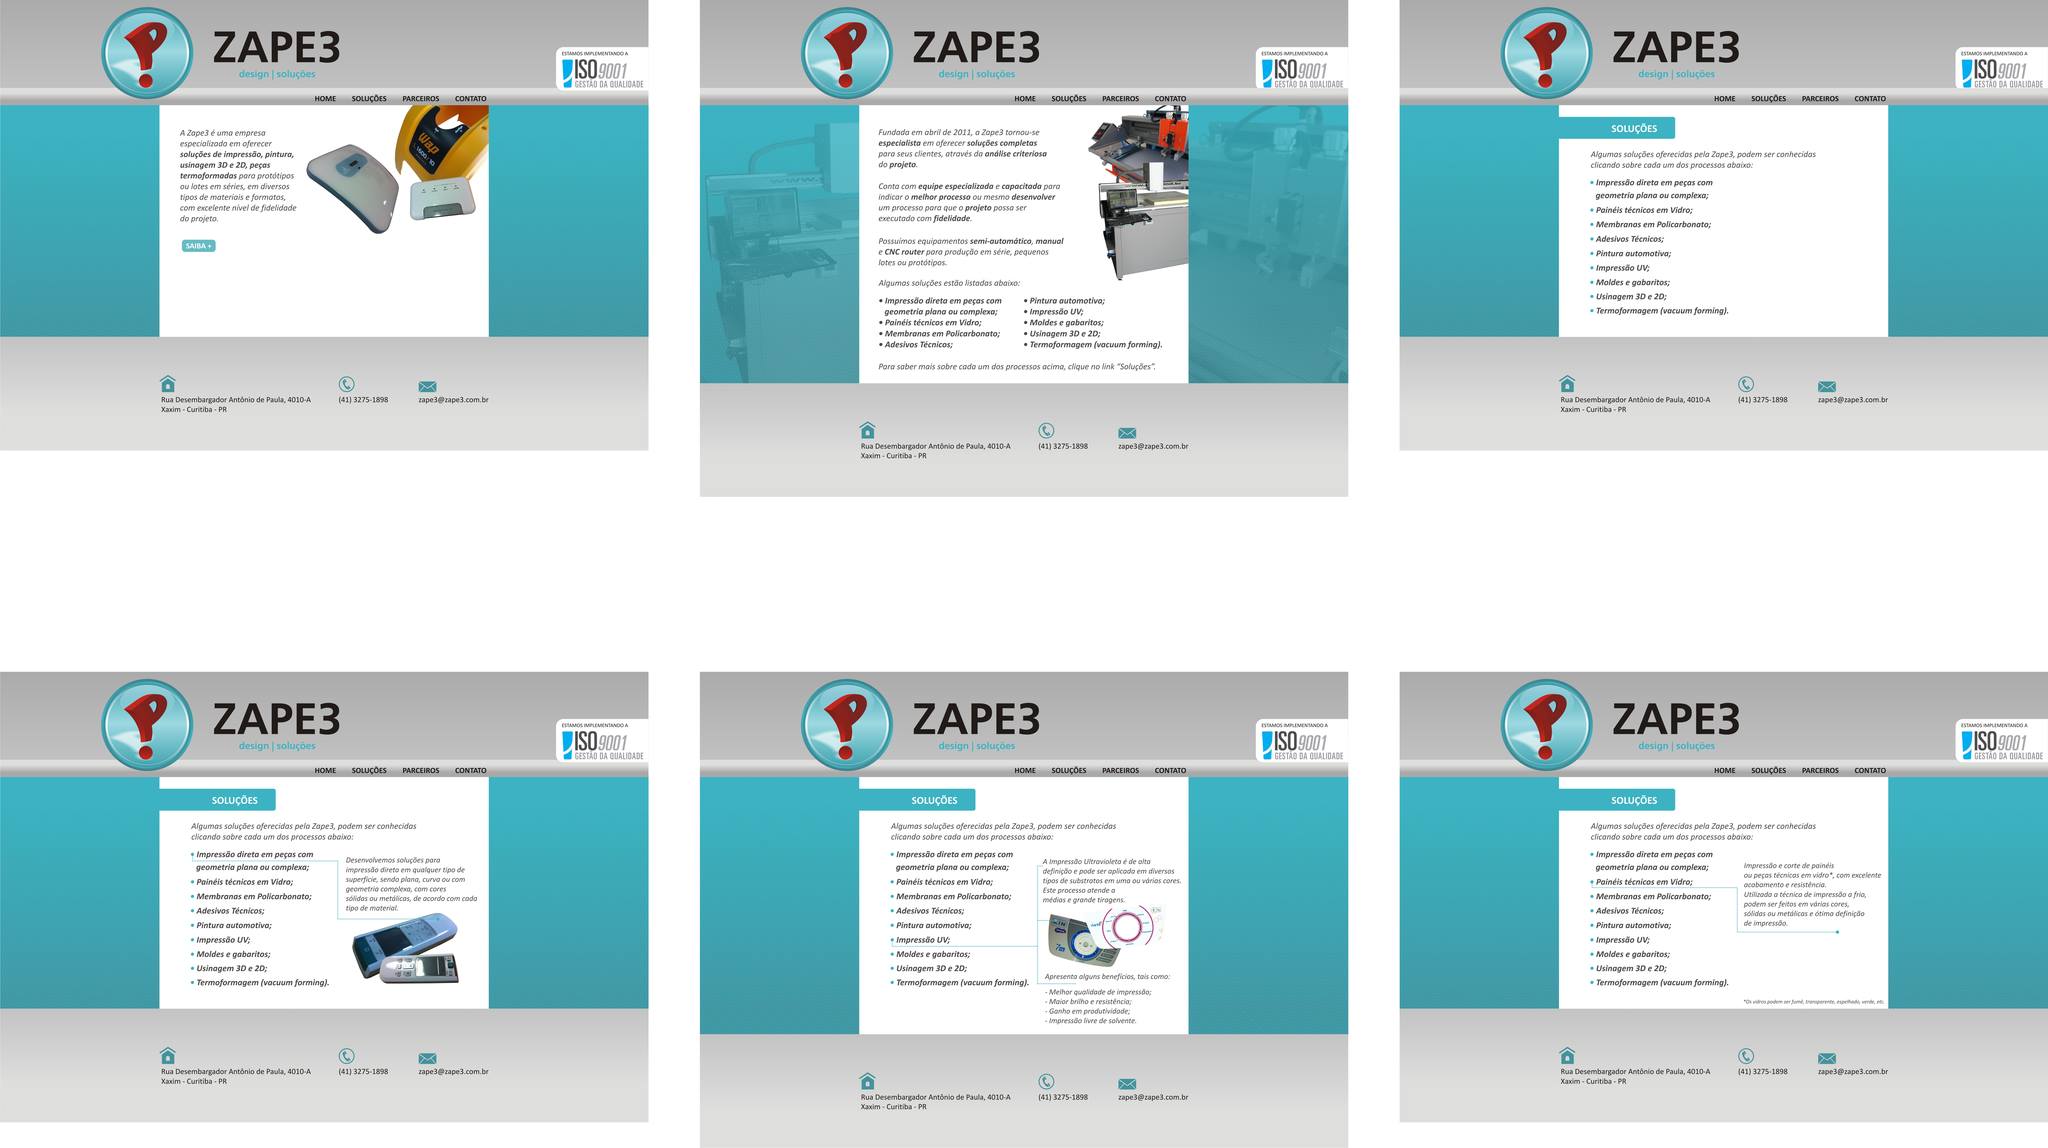 ZAPE3
design | soluções
ESTAMOS IMPLEMENTANDO A
ISO 9001
GESTÃO DA QUALIDADE
HOME SOLUÇÕES PARCEIROS CONTATO
A Zape3 é uma empresa
especializada em oferecer
soluções de impressão, pintura,
usinagem 3D e 2D, peças
termoformadas para protótipos
ou lotes em séries, em diversos
tipos de materiais e formatos,
com excelente nível de fidelidade
do projeto.
SAIBA +
Wap
Rua Desembargador Antônio de Paula, 4010-A
Xaxim - Curitiba - PR
(41) 3275-1898
zape3@zape3.com.br
ZAPE3
design | soluções
ESTAMOS IMPLEMENTANDO A
ISO 9001
GESTÃO DA QUALIDADE
HOME SOLUÇÕES PARCEIROS CONTATO
Fundada em abril de 2011, a Zape3 tornou-se
especialista em oferecer soluções completas
para seus clientes, através da análise criteriosa
do projeto.
Conta com equipe especializada e capacitada para
indicar o melhor processo ou mesmo desenvolver
um processo para que o projeto possa ser
executado com fidelidade.
Possuímos equipamentos semi-automático, manual
e CNC router para produção em série, pequenos
lotes ou protótipos.
Algumas soluções estão listadas abaixo:
• Impressão direta em peças com
geometria plana ou complexa;
• Painéis técnicos em Vidro;
• Membranas em Policarbonato;
• Adesivos Técnicos;
• Pintura automotiva;
• Impressão UV;
• Moldes e gabaritos;
• Usinagem 3D e 2D;
• Termoformagem (vacuum forming).
Para saber mais sobre cada um dos processos acima, clique no link “Soluções”.
Rua Desembargador Antônio de Paula, 4010-A
Xaxim - Curitiba - PR
(41) 3275-1898
zape3@zape3.com.br
ZAPE3
design | soluções
ESTAMOS IMPLEMENTANDO A
ISO 9001
GESTÃO DA QUALIDADE
HOME SOLUÇÕES PARCEIROS CONTATO
SOLUÇÕES
Algumas soluções oferecidas pela Zape3, podem ser conhecidas
clicando sobre cada um dos processos abaixo:
• Impressão direta em peças com
geometria plana ou complexa;
• Painéis técnicos em Vidro;
• Membranas em Policarbonato;
• Adesivos Técnicos;
• Pintura automotiva;
• Impressão UV;
• Moldes e gabaritos;
• Usinagem 3D e 2D;
• Termoformagem (vacuum forming).
Rua Desembargador Antônio de Paula, 4010-A
Xaxim - Curitiba - PR
(41) 3275-1898
zape3@zape3.com.br
ZAPE3
design | soluções
ESTAMOS IMPLEMENTANDO A
ISO 9001
GESTÃO DA QUALIDADE
HOME SOLUÇÕES PARCEIROS CONTATO
SOLUÇÕES
Algumas soluções oferecidas pela Zape3, podem ser conhecidas
clicando sobre cada um dos processos abaixo:
• Impressão direta em peças com
geometria plana ou complexa;
• Painéis técnicos em Vidro;
• Membranas em Policarbonato;
• Adesivos Técnicos;
• Pintura automotiva;
• Impressão UV;
• Moldes e gabaritos;
• Usinagem 3D e 2D;
• Termoformagem (vacuum forming).
Desenvolvemos soluções para
impressão direta em qualquer tipo de
superfície, sendo plana, curva ou com
geometria complexa, com cores
sólidas ou metálicas, de acordo com cada
tipo de material.
Rua Desembargador Antônio de Paula, 4010-A
Xaxim - Curitiba - PR
(41) 3275-1898
zape3@zape3.com.br
ZAPE3
design | soluções
ESTAMOS IMPLEMENTANDO A
ISO 9001
GESTÃO DA QUALIDADE
HOME SOLUÇÕES PARCEIROS CONTATO
SOLUÇÕES
Algumas soluções oferecidas pela Zape3, podem ser conhecidas
clicando sobre cada um dos processos abaixo:
• Impressão direta em peças com
geometria plana ou complexa;
• Painéis técnicos em Vidro;
• Membranas em Policarbonato;
• Adesivos Técnicos;
• Pintura automotiva;
• Impressão UV;
• Moldes e gabaritos;
• Usinagem 3D e 2D;
• Termoformagem (vacuum forming).
A Impressão Ultravioleta é de alta
definição e pode ser aplicada em diversos
tipos de substratos em uma ou várias cores.
Este processo atende a
médias e grande tiragens.
Apresenta alguns benefícios, tais como:
- Melhor qualidade de impressão;
- Maior brilho e resistência;
- Ganho em produtividade;
- Impressão livre de solvente.
Rua Desembargador Antônio de Paula, 4010-A
Xaxim - Curitiba - PR
(41) 3275-1898
zape3@zape3.com.br
ZAPE3
design | soluções
ESTAMOS IMPLEMENTANDO A
ISO 9001
GESTÃO DA QUALIDADE
HOME SOLUÇÕES PARCEIROS CONTATO
SOLUÇÕES
Algumas soluções oferecidas pela Zape3, podem ser conhecidas
clicando sobre cada um dos processos abaixo:
• Impressão direta em peças com
geometria plana ou complexa;
• Painéis técnicos em Vidro;
• Membranas em Policarbonato;
• Adesivos Técnicos;
• Pintura automotiva;
• Impressão UV;
• Moldes e gabaritos;
• Usinagem 3D e 2D;
• Termoformagem (vacuum forming).
Impressão e corte de painéis
ou peças técnicas em vidro*, com excelente
acabamento e resistência.
Utilizada a técnica de impressão a frio,
podem ser feitas em várias cores,
sólidas ou metálicas e ótima definição
de impressão.
*Os vidros podem ser fumê, transparente, espelhado, verde, etc.
Rua Desembargador Antônio de Paula, 4010-A
Xaxim - Curitiba - PR
(41) 3275-1898
zape3@zape3.com.br